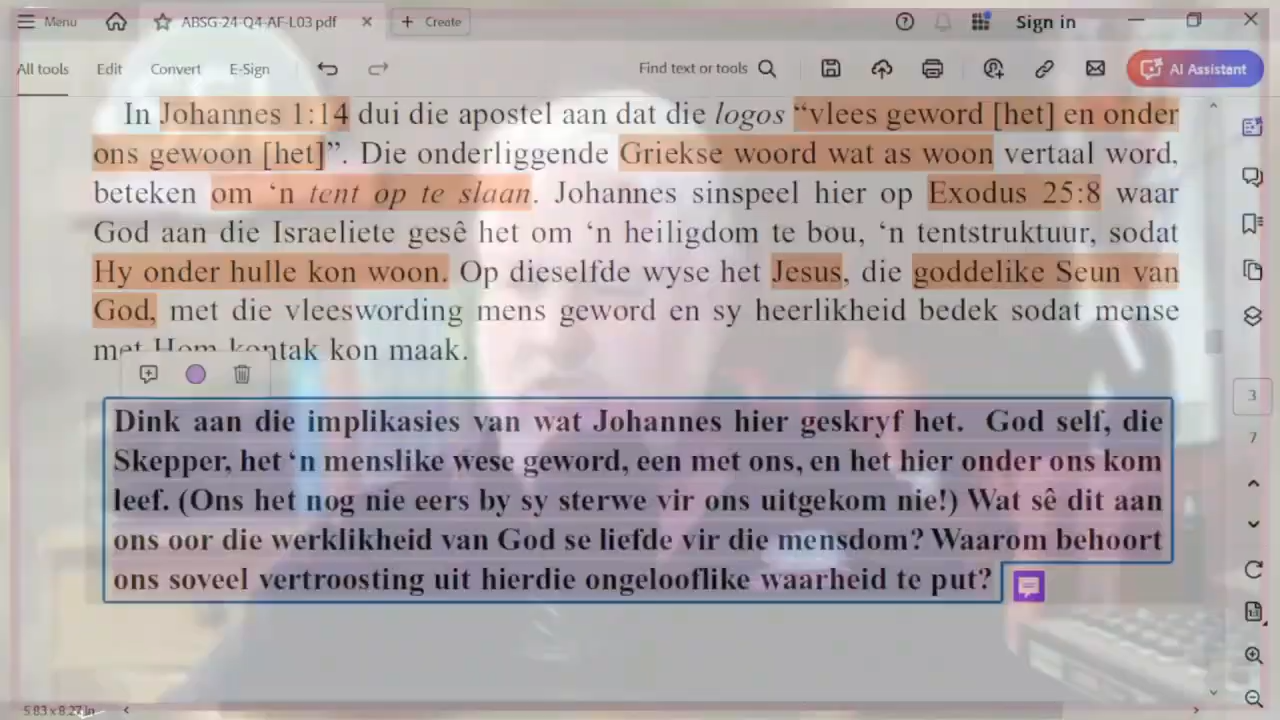 Menu
ABSG-24-Q4-AF-L03 pdf
Create
Sign in
All tools Edit Convert E-Sign
Find text or tools
AI Assistant
In Johannes 1:14 dui die apostel aan dat die logos “vlees geword [het] en onder
ons gewoon [het]”. Die onderliggende Griekse woord wat as woon vertaal word,
beteken om ‘n tent op te slaan. Johannes sinspeel hier op Exodus 25:8 waar
God aan die Israeliete gesê het om ‘n heiligdom te bou, ‘n tentstruktuur, sodat
Hy onder hulle kon woon. Op dieselfde wyse het Jesus, die goddelike Seun van
God, met die vleeswording mens geword en sy heerlikheid bedek sodat mense
met Hom kontak kon maak.
Dink aan die implikasies van wat Johannes hier geskryf het. God self, die
Skepper, het ‘n menslike wese geword, een met ons, en het hier onder ons kom
leef. (Ons het nog nie eers by sy sterwe vir ons uitgekom nie!) Wat sê dit aan
ons oor die werklikheid van God se liefde vir die mensdom? Waarom behoort
ons soveel vertroosting uit hierdie ongelooflike waarheid te put?
3
7
5.83 x 8.27 in